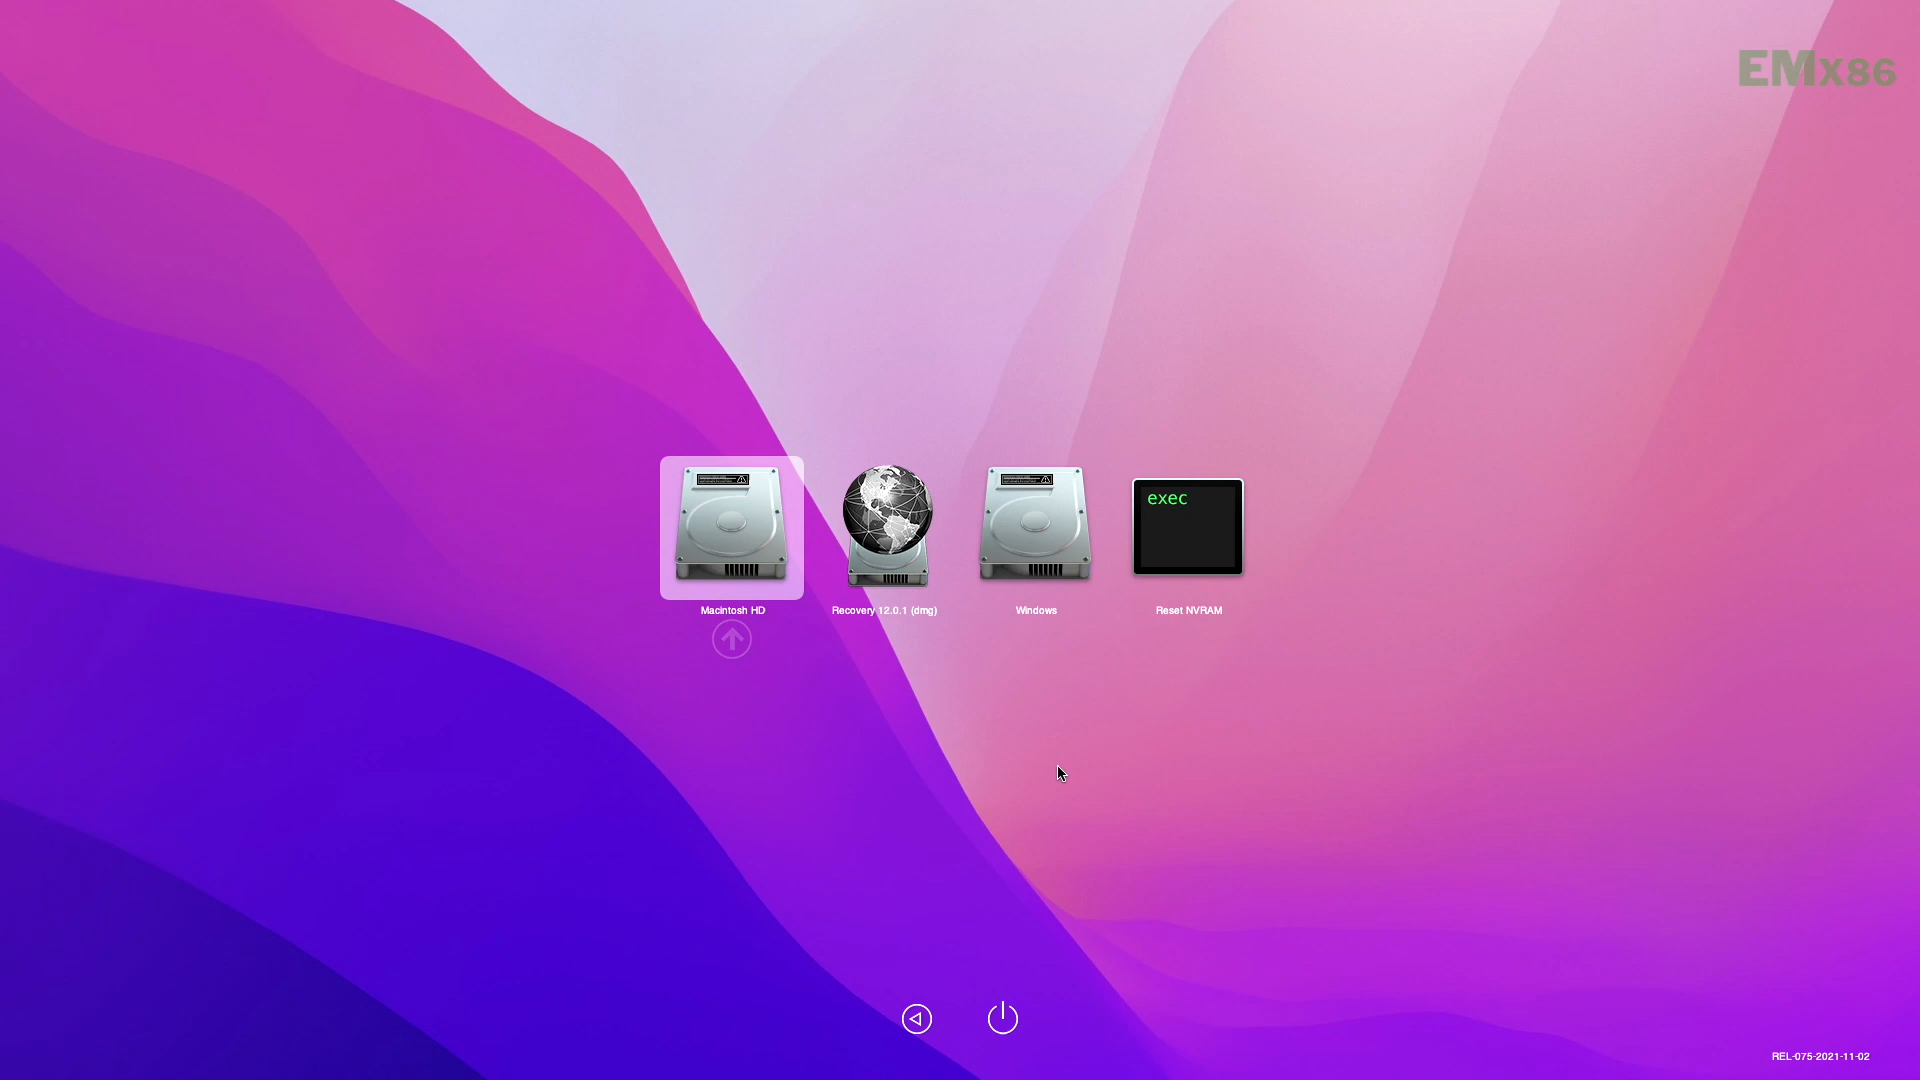 EMx86
exec
Macintosh HD
Recovery 12.0.1 (dmg)
Windows
Reset NVRAM
REL-075-2021-11-02